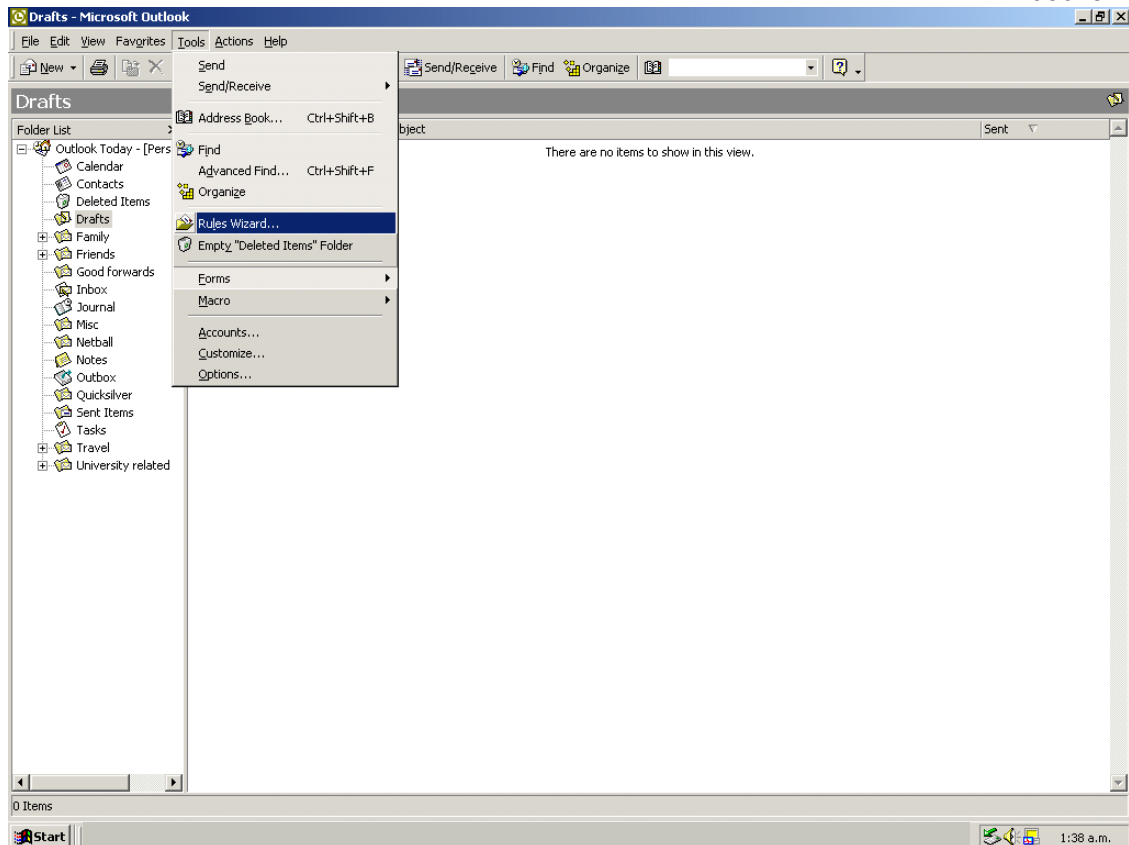 Drafts - Microsoft Outlook
File Edit View Favorites Tools Actions Help
New Send/Receive Find Organize
Drafts
Folder List
Sent
bject
There are no items to show in this view.
Outlook Today - [Pers
Calendar
Contacts
Deleted Items
Drafts
Family
Friends
Good forwards
Inbox
Journal
Misc
Netball
Notes
Outbox
Quicksilver
Sent Items
Tasks
Travel
University related
Send
Send/Receive
Address Book... Ctrl+Shift+B
Find
Advanced Find... Ctrl+Shift+F
Organize
Rules Wizard...
Empty "Deleted Items" Folder
Forms
Macro
Accounts...
Customize...
Options...
0 Items
Start 1:38 a.m.